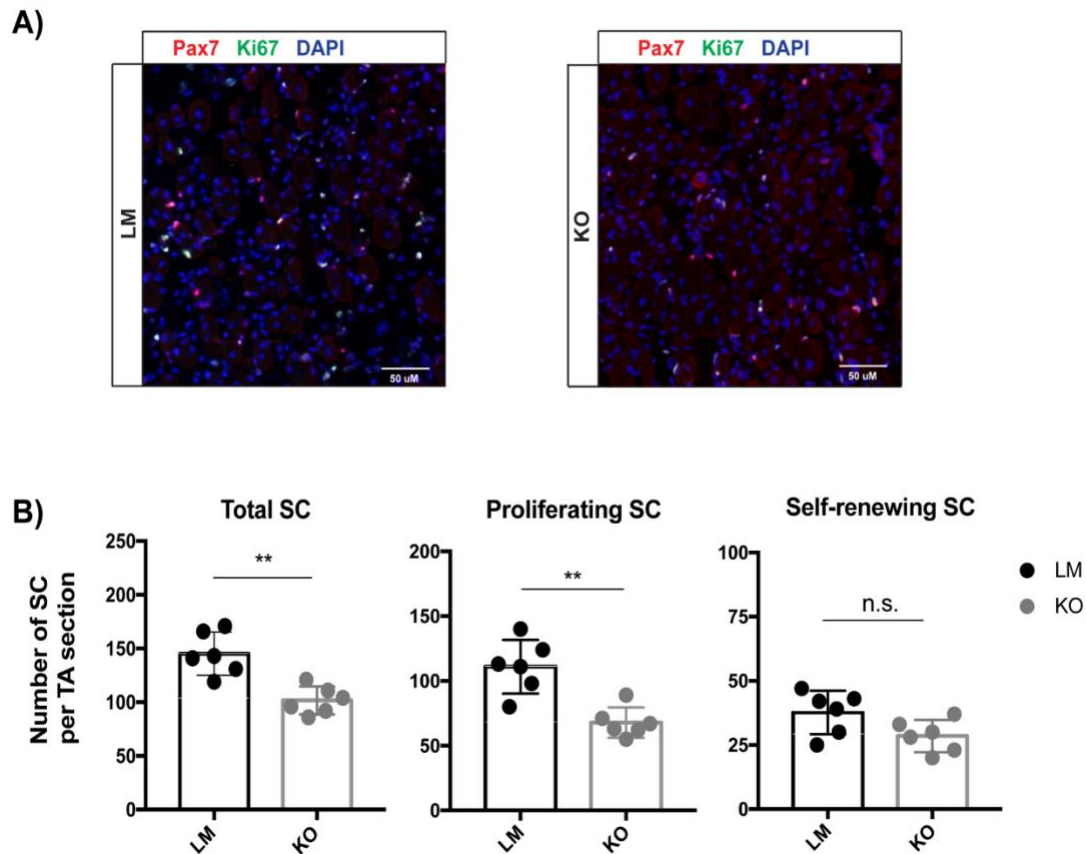 A)
Pax7 Ki67 DAPI
LM
50 uM
Pax7 Ki67 DAPI
KO
50 uM
B)
Number of SC
per TA section
Total SC
250
200
150
100
50
0
**
LM
KO
Proliferating SC
200
150
100
50
0
**
LM
KO
Self-renewing SC
100
75
50
25
0
n.s.
LM
KO
LM
KO